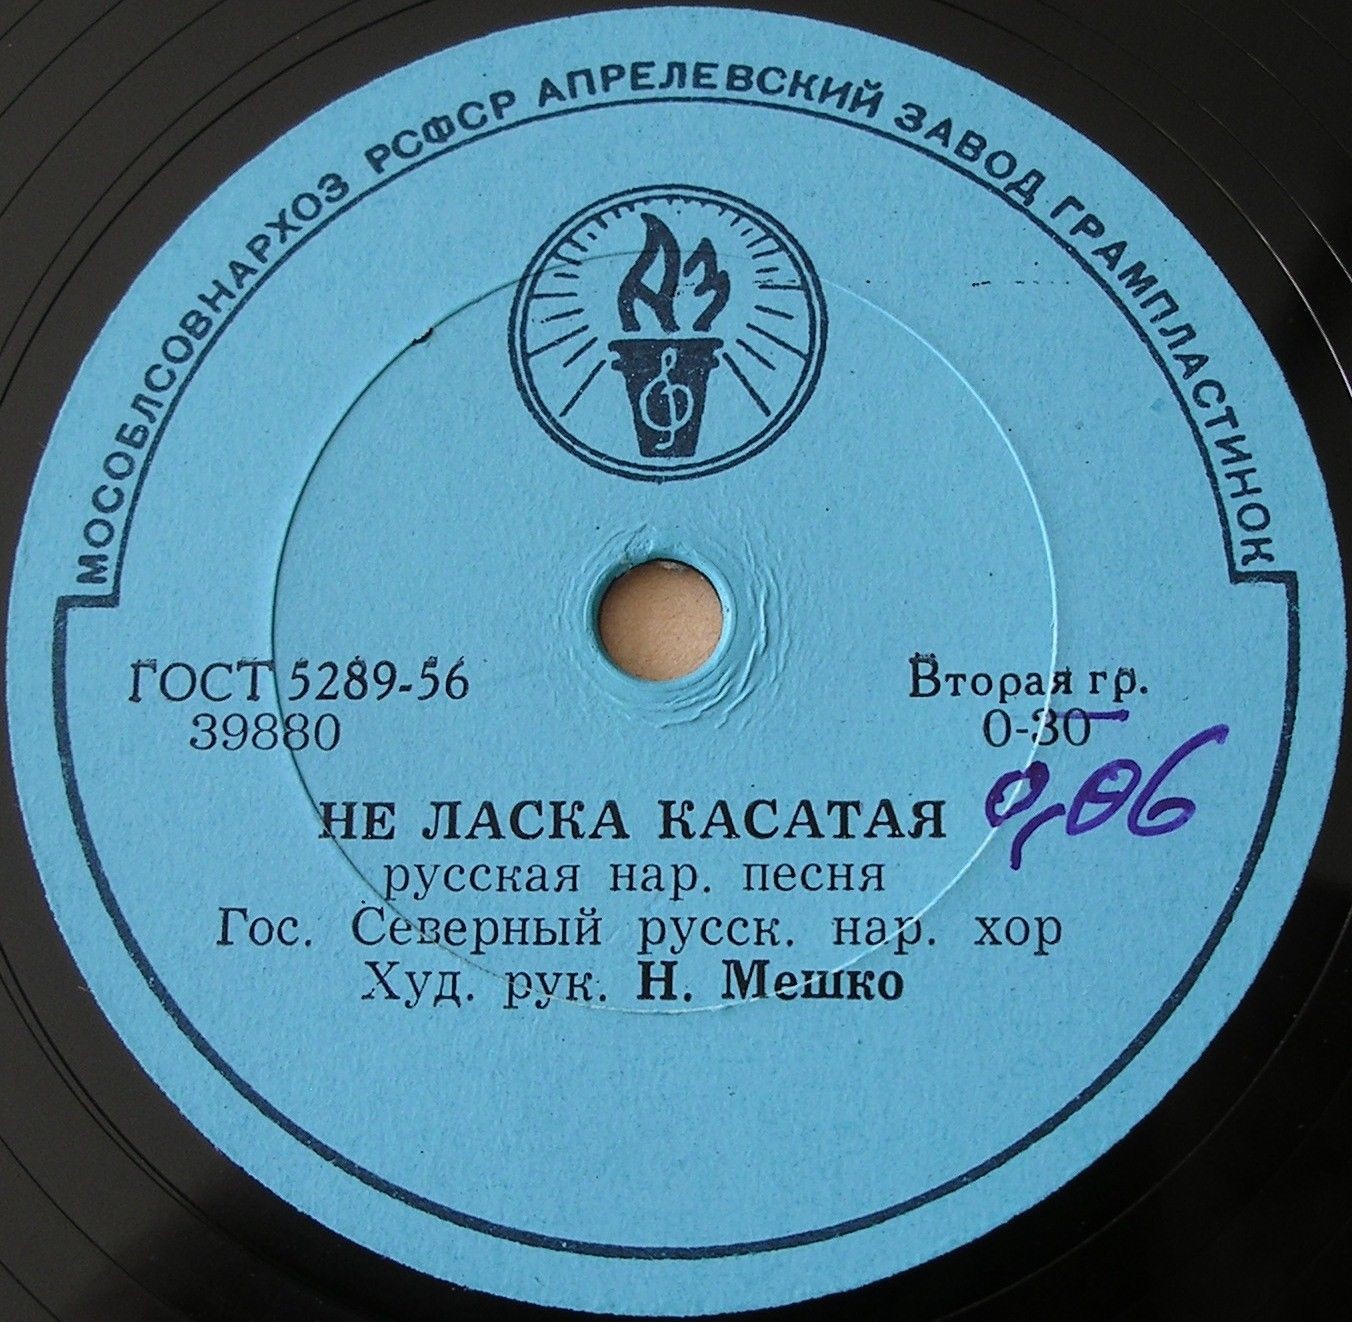 МОСОБЛСОВНАРХОЗ РСФСР АПРЕЛЕВСКИЙ ЗАВОД ГРАМПЛАСТИНОК
АЗ
ГОСТ 5289-56
39880
Вторая гр.
0-30
0,06
НЕ ЛАСКА КАСАТАЯ
русская нар. песня
Гос. Северный русск. нар. хор
Худ. рук. Н. Мешко